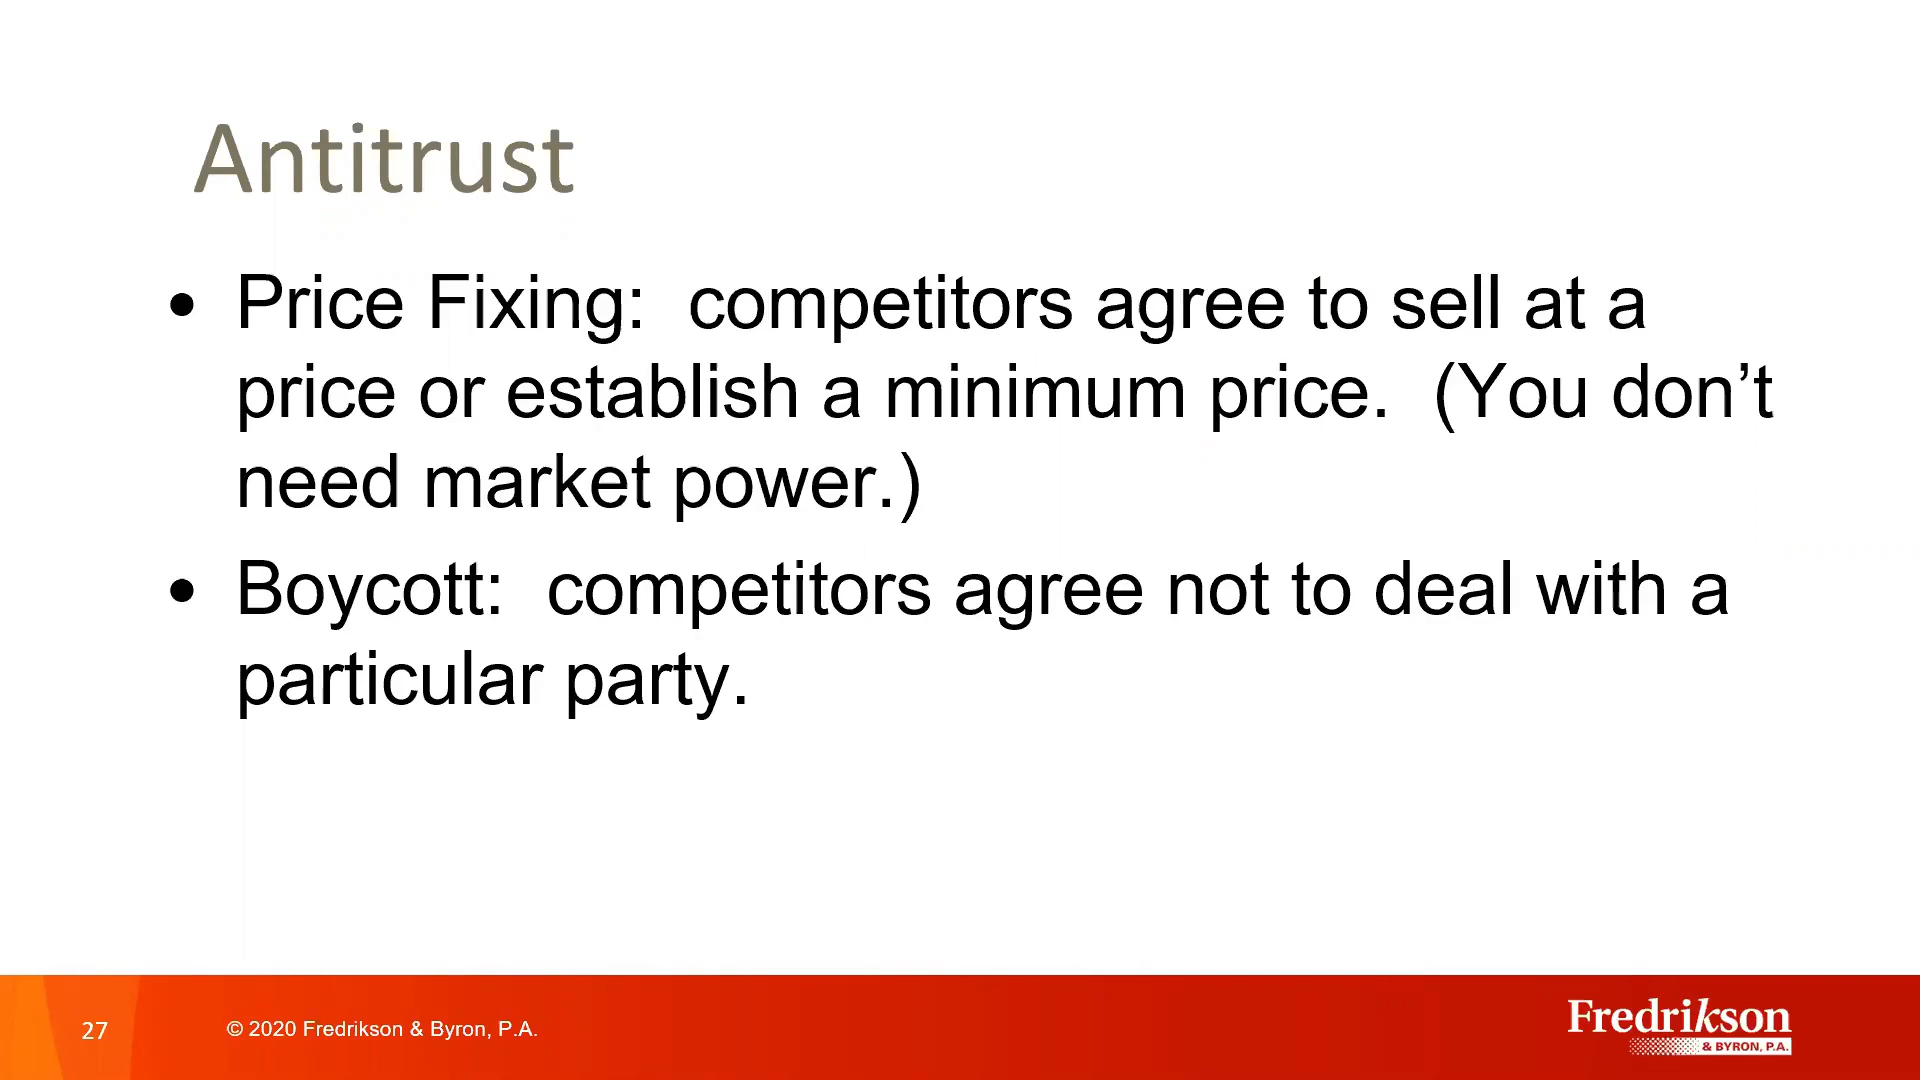 Antitrust
• Price Fixing:  competitors agree to sell at a
price or establish a minimum price.  (You don’t
need market power.)
• Boycott:  competitors agree not to deal with a
particular party.
27
© 2020 Fredrikson & Byron, P.A.
Fredrikson
& BYRON, P.A.